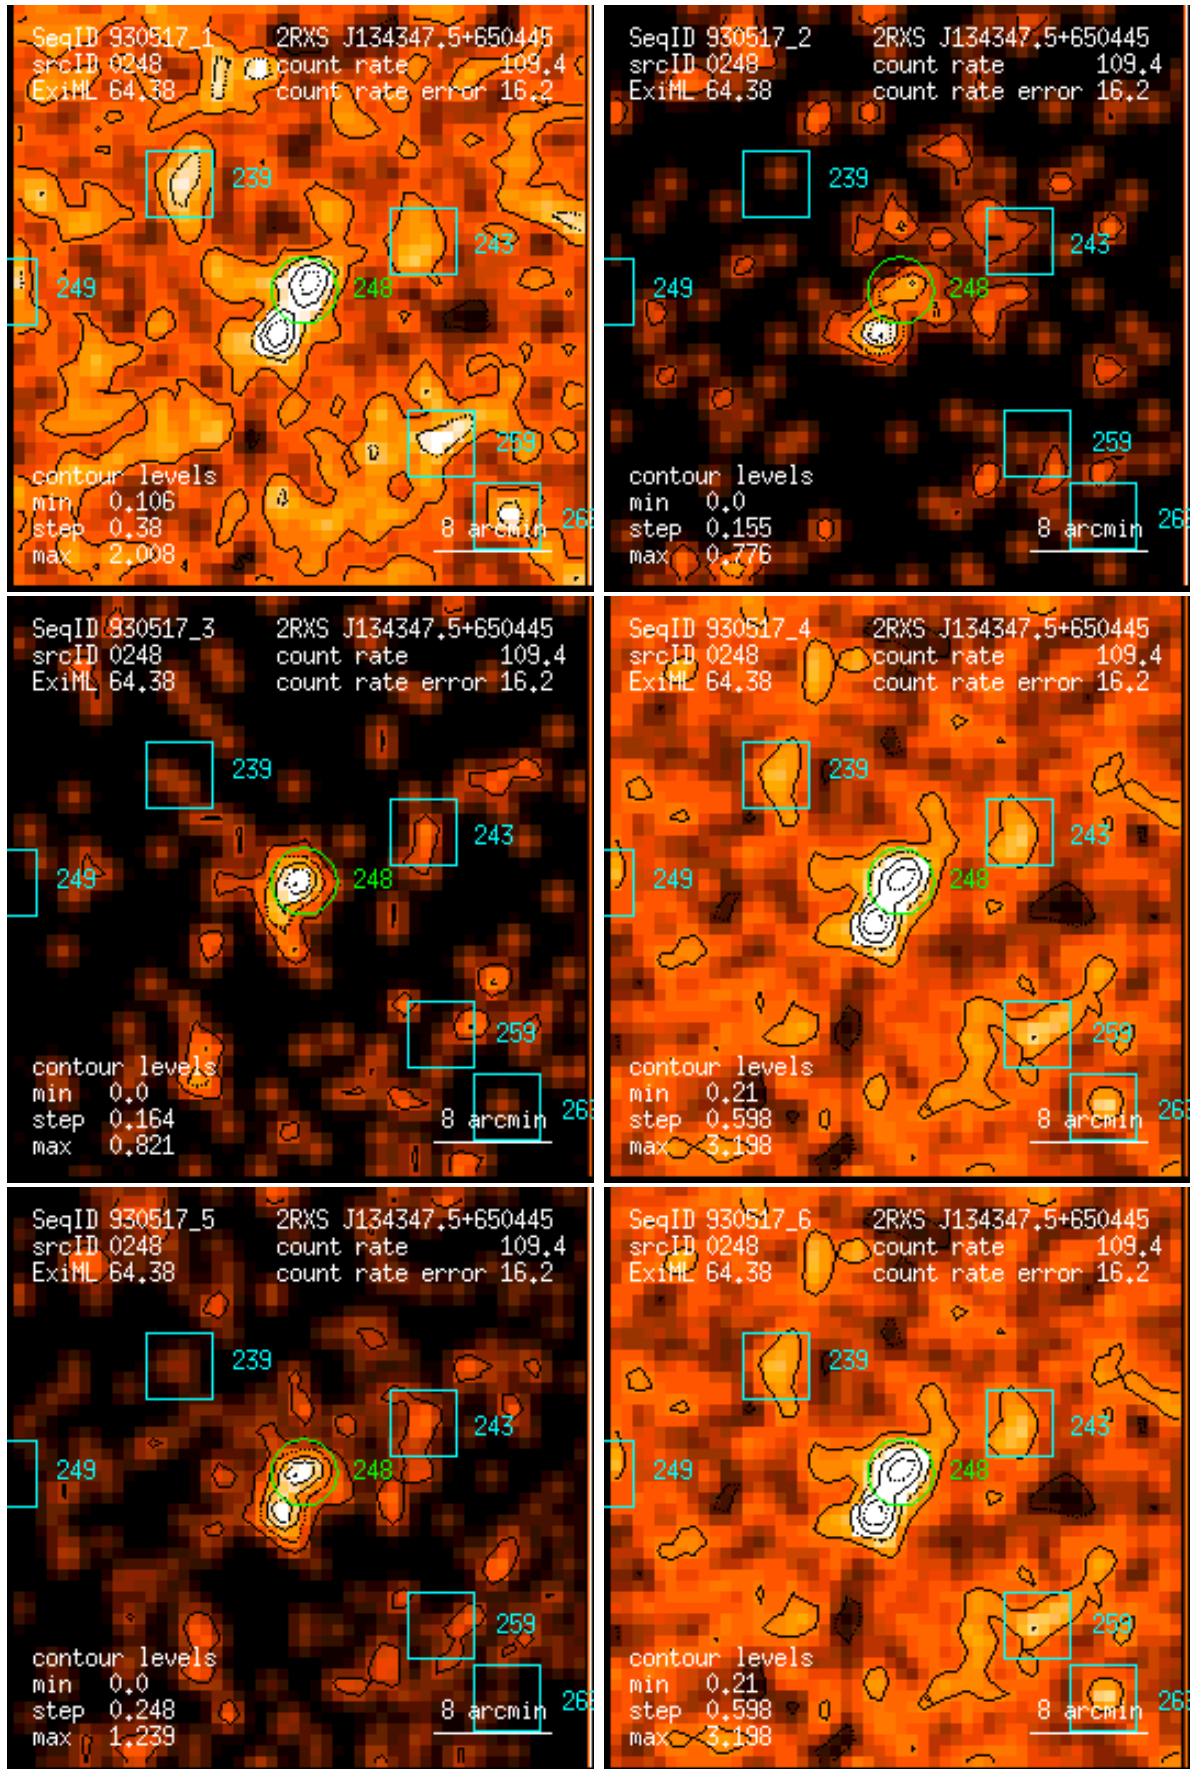 SeqID 930517_1 2RXS J134347.5+650445
srcID 0248 count rate 109.4
ExiML 64.38 count rate error 16.2
239
243
249
248
259
contour levels
min 0.106
step 0.38 8 arcmin
max 2.008
SeqID 930517_2 2RXS J134347.5+650445
srcID 0248 count rate 109.4
ExiML 64.38 count rate error 16.2
239
243
249
248
259
contour levels
min 0.0
step 0.155 8 arcmin
max 0.776
SeqID 930517_3 2RXS J134347.5+650445
srcID 0248 count rate 109.4
ExiML 64.38 count rate error 16.2
239
243
249
248
259
contour levels
min 0.0
step 0.164 8 arcmin
max 0.821
SeqID 930517_4 2RXS J134347.5+650445
srcID 0248 count rate 109.4
ExiML 64.38 count rate error 16.2
239
243
249
248
259
contour levels
min 0.21
step 0.598 8 arcmin
max 3.198
SeqID 930517_5 2RXS J134347.5+650445
srcID 0248 count rate 109.4
ExiML 64.38 count rate error 16.2
239
243
249
248
259
contour levels
min 0.0
step 0.248 8 arcmin
max 1.239
SeqID 930517_6 2RXS J134347.5+650445
srcID 0248 count rate 109.4
ExiML 64.38 count rate error 16.2
239
243
249
248
259
contour levels
min 0.21
step 0.598 8 arcmin
max 3.198